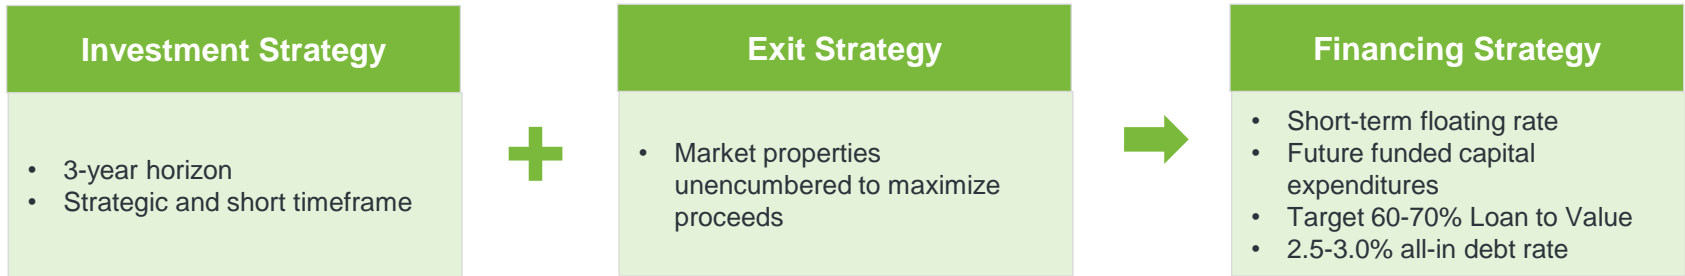 Investment Strategy
• 3-year horizon
• Strategic and short timeframe
Exit Strategy
• Market properties
unencumbered to maximize
proceeds
Financing Strategy
• Short-term floating rate
• Future funded capital
expenditures
• Target 60-70% Loan to Value
• 2.5-3.0% all-in debt rate